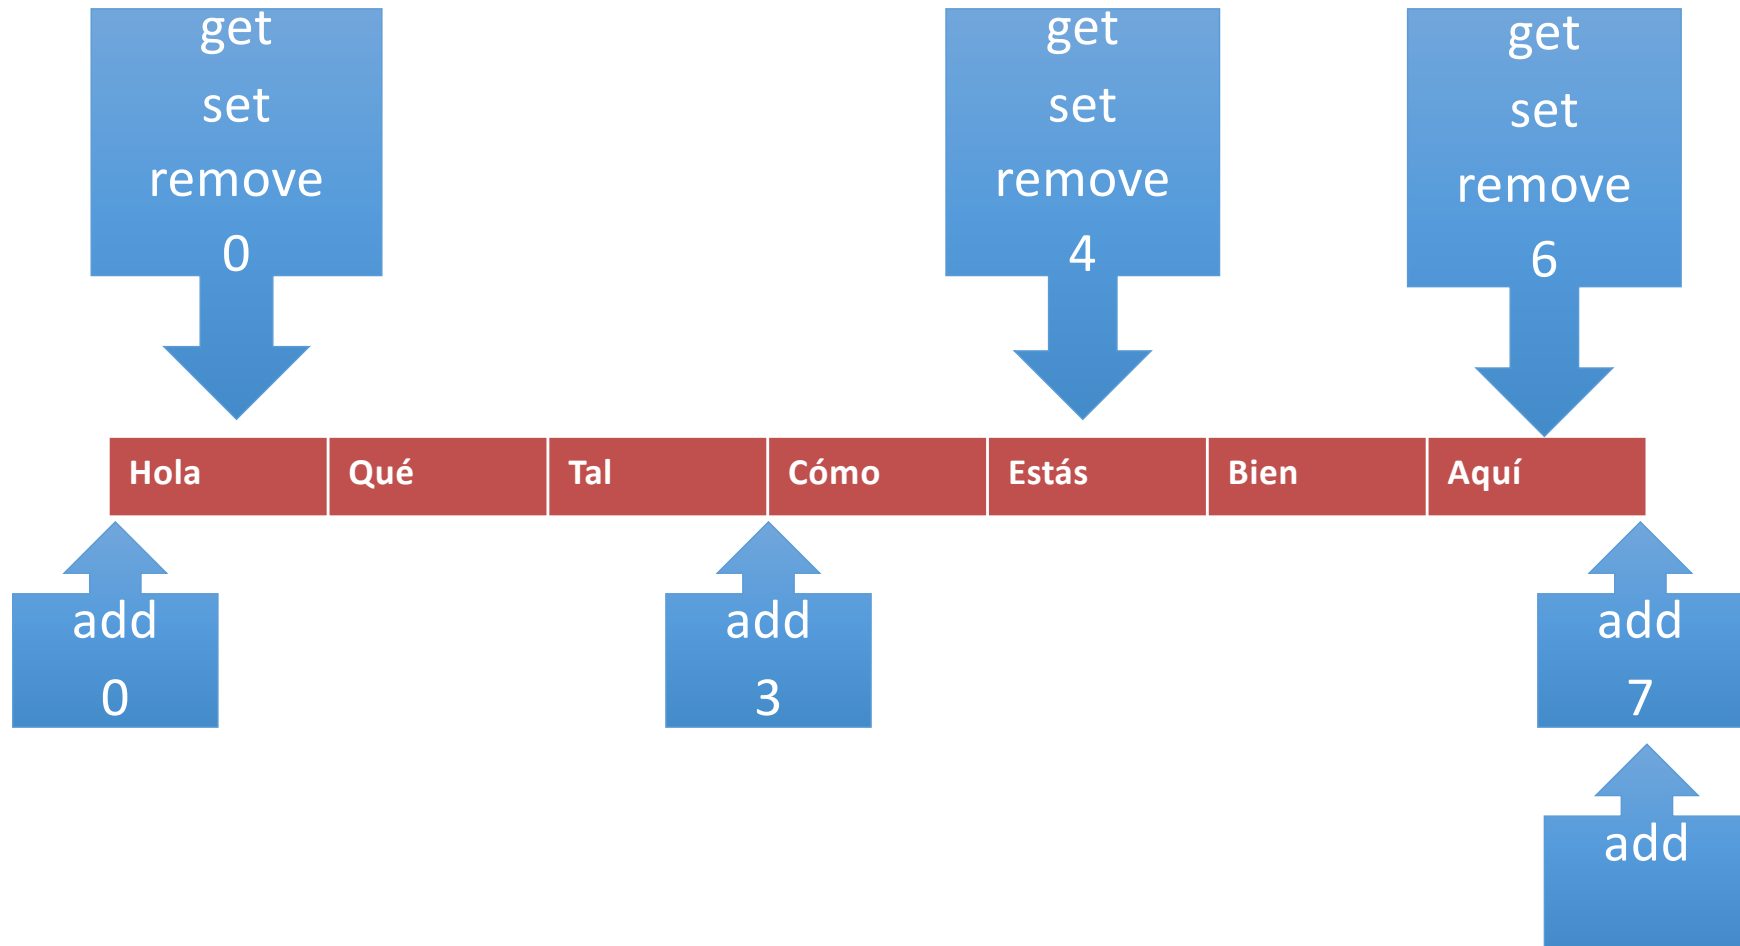 get
set
remove
0
get
set
remove
4
get
set
remove
6
Hola Qué Tal Cómo Estás Bien Aquí
add
0
add
3
add
7
add